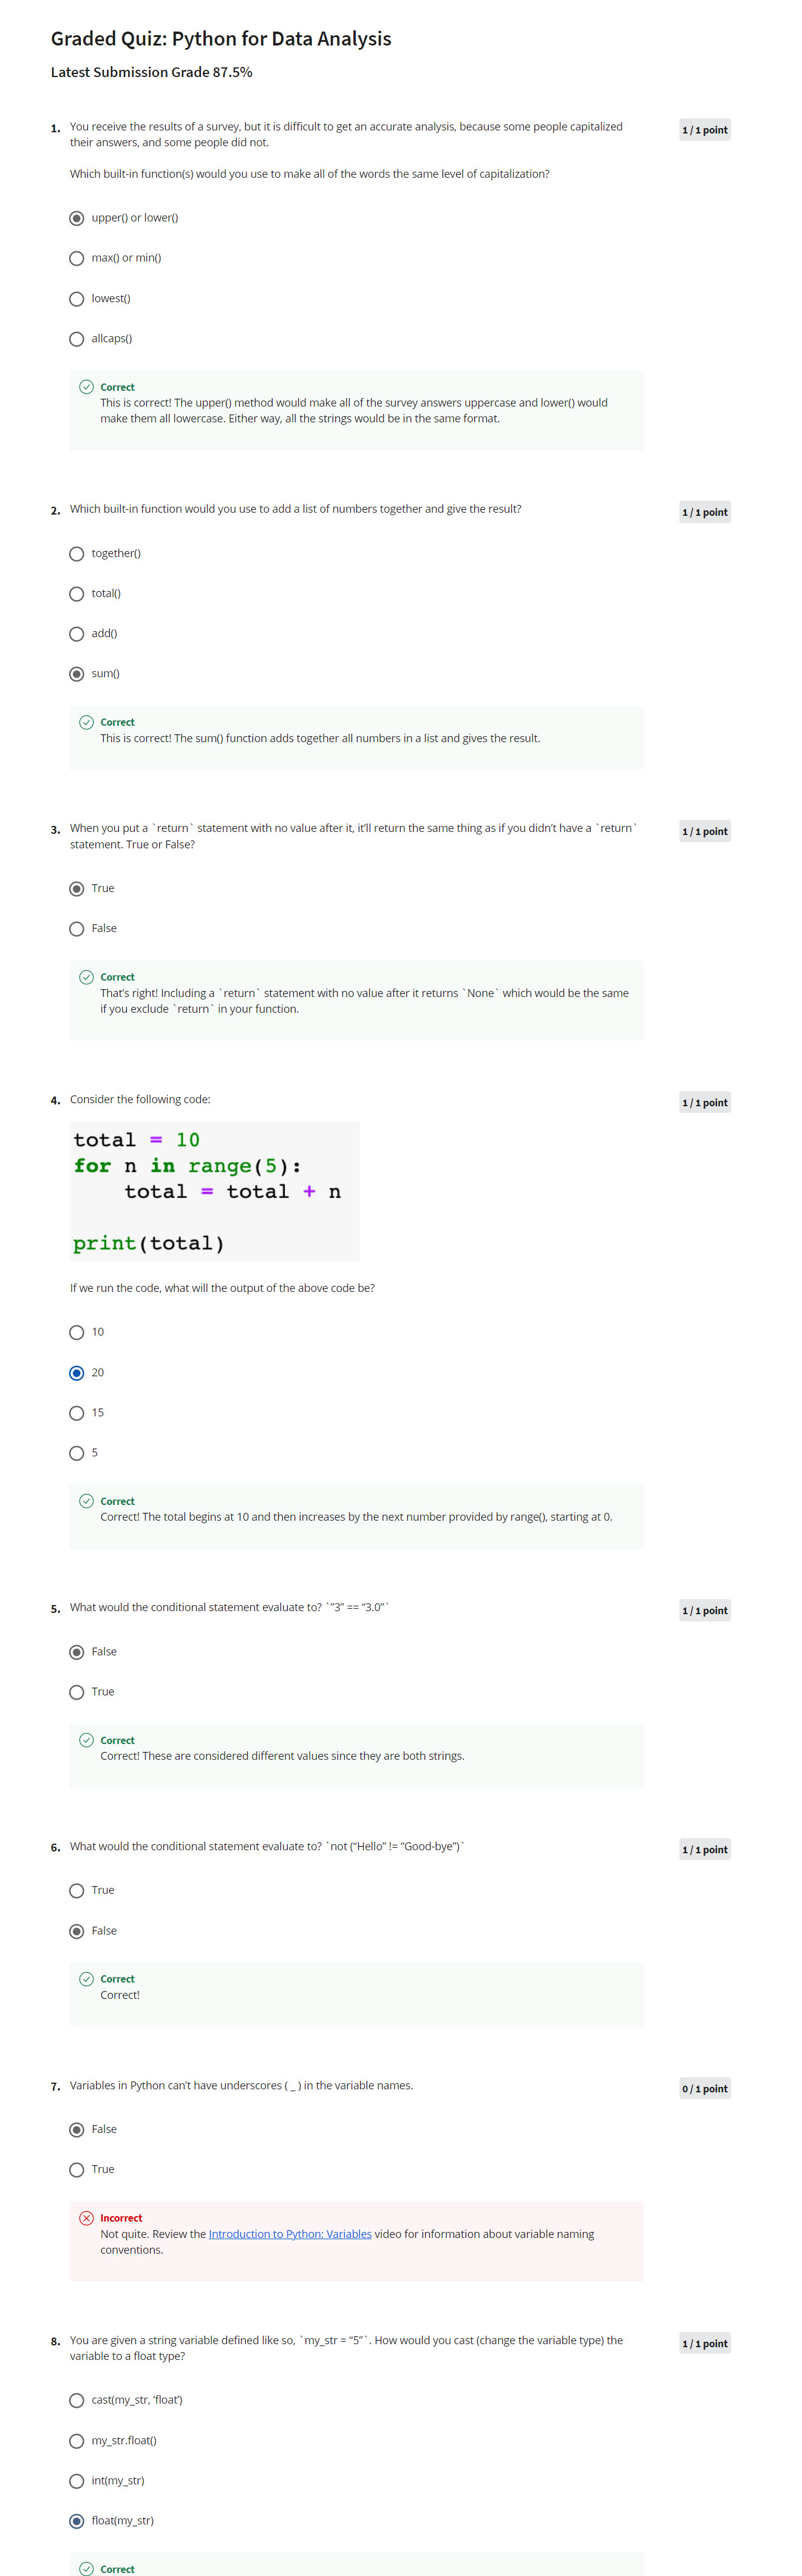 Graded Quiz: Python for Data Analysis
Latest Submission Grade 87.5%
1. You receive the results of a survey, but it is difficult to get an accurate analysis, because some people capitalized
their answers, and some people did not.
1 / 1 point
Which built-in function(s) would you use to make all of the words the same level of capitalization?
upper() or lower()
max() or min()
lowest()
allcaps()
Correct
This is correct! The upper() method would make all of the survey answers uppercase and lower() would
make them all lowercase. Either way, all the strings would be in the same format.
2. Which built-in function would you use to add a list of numbers together and give the result?
1 / 1 point
together()
total()
add()
sum()
Correct
This is correct! The sum() function adds together all numbers in a list and gives the result.
3. When you put a `return` statement with no value after it, it’ll return the same thing as if you didn’t have a `return`
statement. True or False?
1 / 1 point
True
False
Correct
That’s right! Including a `return` statement with no value after it returns `None` which would be the same
if you exclude `return` in your function.
4. Consider the following code:
1 / 1 point
total = 10
for n in range(5):
    total = total + n
print(total)
If we run the code, what will the output of the above code be?
10
20
15
5
Correct
Correct! The total begins at 10 and then increases by the next number provided by range(), starting at 0.
5. What would the conditional statement evaluate to? `“3” == “3.0”`
1 / 1 point
False
True
Correct
Correct! These are considered different values since they are both strings.
6. What would the conditional statement evaluate to? `not (“Hello” != “Good-bye”)`
1 / 1 point
True
False
Correct
Correct!
7. Variables in Python can’t have underscores ( _ ) in the variable names.
0 / 1 point
False
True
Incorrect
Not quite. Review the Introduction to Python: Variables video for information about variable naming
conventions.
8. You are given a string variable defined like so, `my_str = “5”`. How would you cast (change the variable type) the
variable to a float type?
1 / 1 point
cast(my_str, ‘float’)
my_str.float()
int(my_str)
float(my_str)
Correct